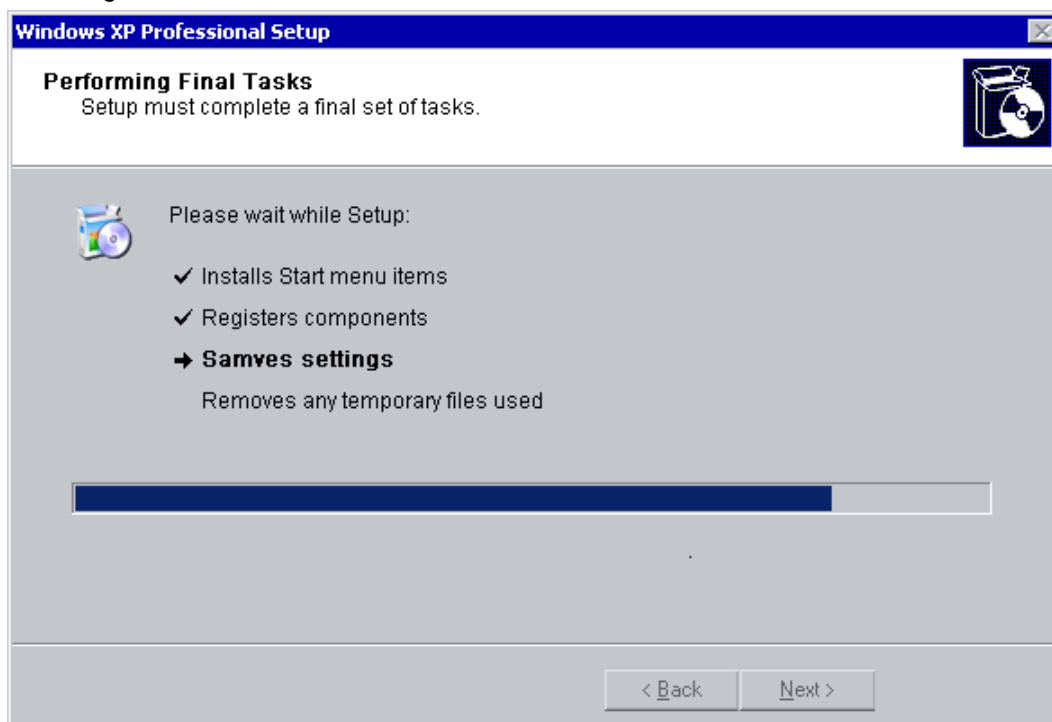 Windows XP Professional Setup
Performing Final Tasks
Setup must complete a final set of tasks.
Please wait while Setup:
Installs Start menu items
Registers components
Samves settings
Removes any temporary files used
< Back
Next >